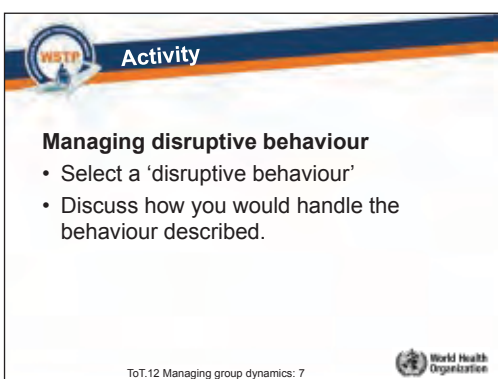 WSTP
Activity
Managing disruptive behaviour
• Select a ‘disruptive behaviour’
• Discuss how you would handle the
behaviour described.
ToT.12 Managing group dynamics: 7
World Health
Organization